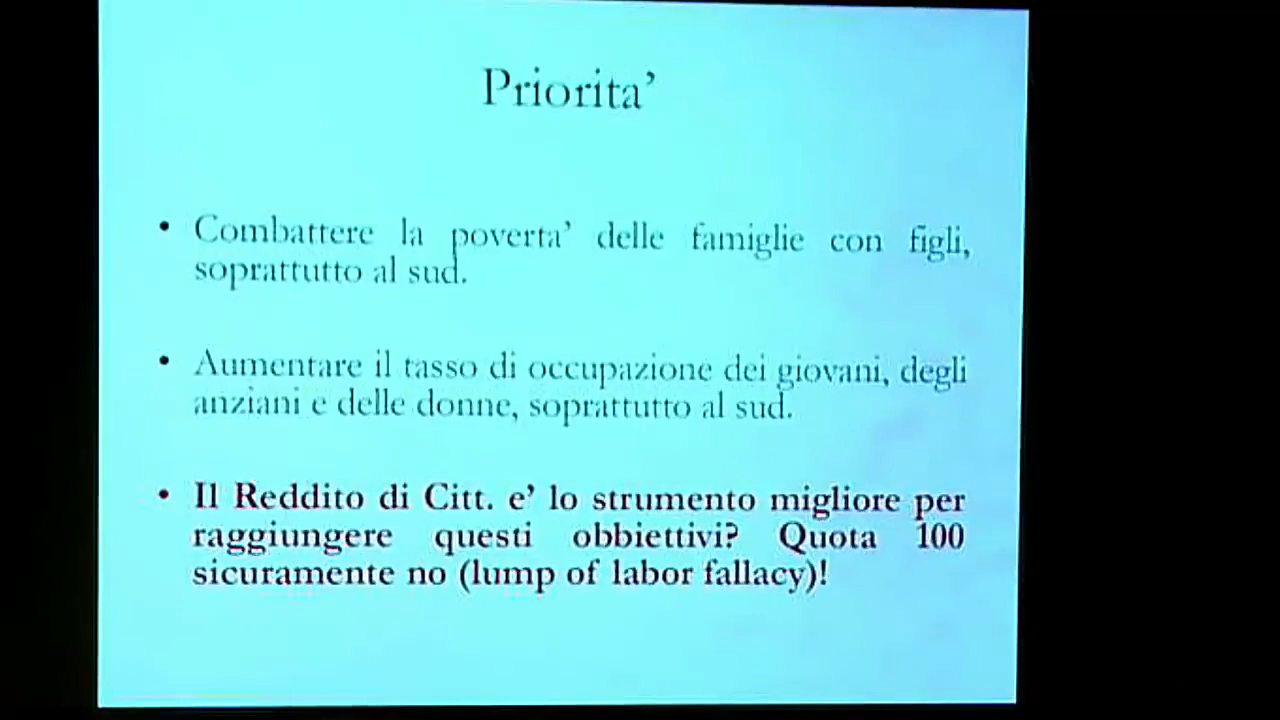 Priorita’
• Combattere la poverta’ delle famiglie con figli,
soprattutto al sud.
• Aumentare il tasso di occupazione dei giovani, degli
anziani e delle donne, soprattutto al sud.
• Il Reddito di Citt. e’ lo strumento migliore per
raggiungere questi obbiettivi? Quota 100
sicuramente no (lump of labor fallacy)!